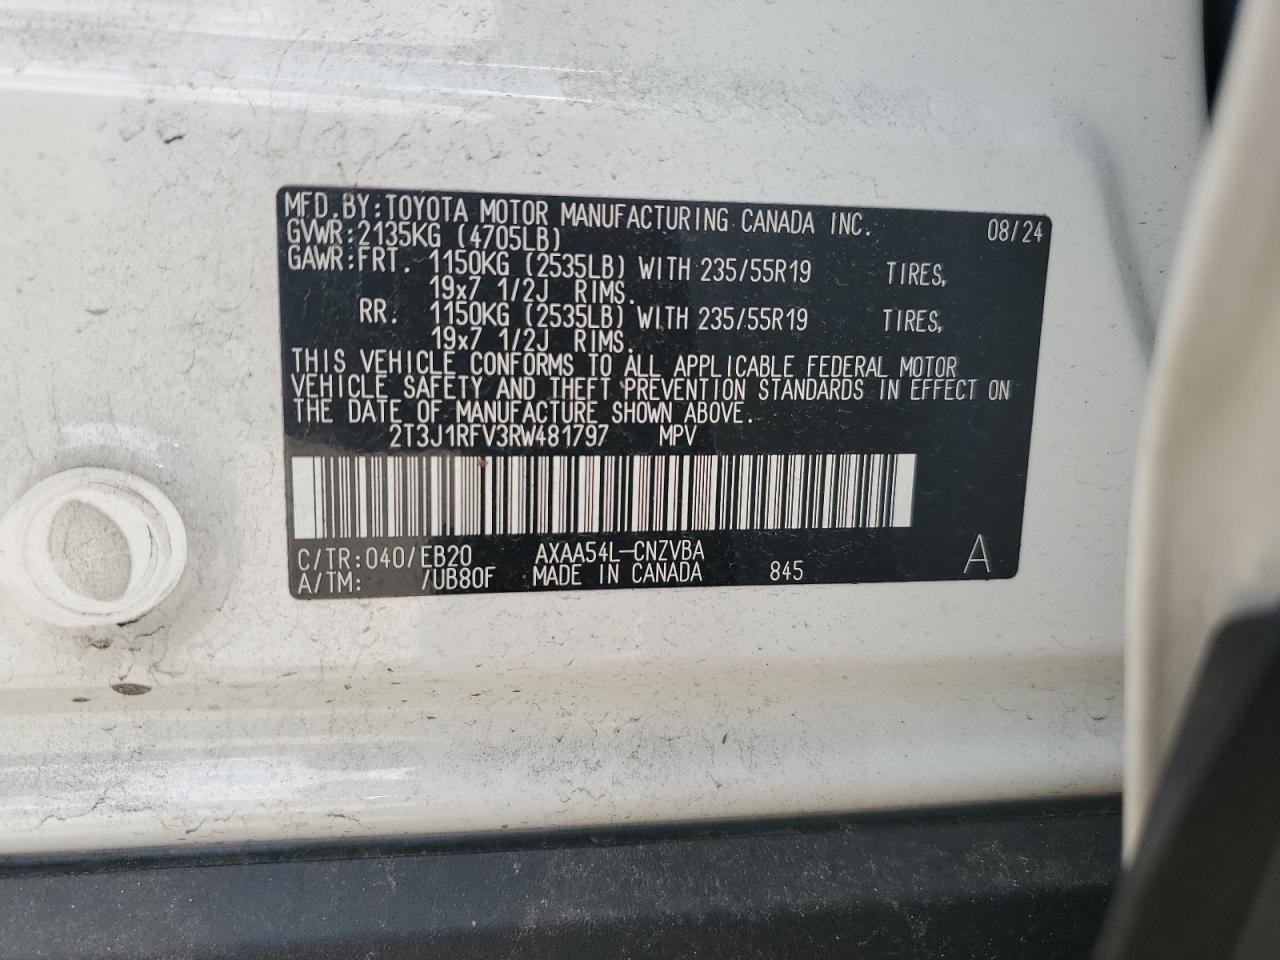 MFD.BY:TOYOTA MOTOR MANUFACTURING CANADA INC. 08/24
GVWR:2135KG (4705LB)
GAWR:FRT. 1150KG (2535LB) WITH 235/55R19 TIRES,
19x7 1/2J RIMS.
RR. 1150KG (2535LB) WITH 235/55R19 TIRES,
19x7 1/2J RIMS.
THIS VEHICLE CONFORMS TO ALL APPLICABLE FEDERAL MOTOR
VEHICLE SAFETY AND THEFT PREVENTION STANDARDS IN EFFECT ON
THE DATE OF MANUFACTURE SHOWN ABOVE.
2T3J1RFV3RW481797 MPV
C/TR:040/EB20 AXAA54L-CNZVBA A
A/TM: /UB80F MADE IN CANADA 845